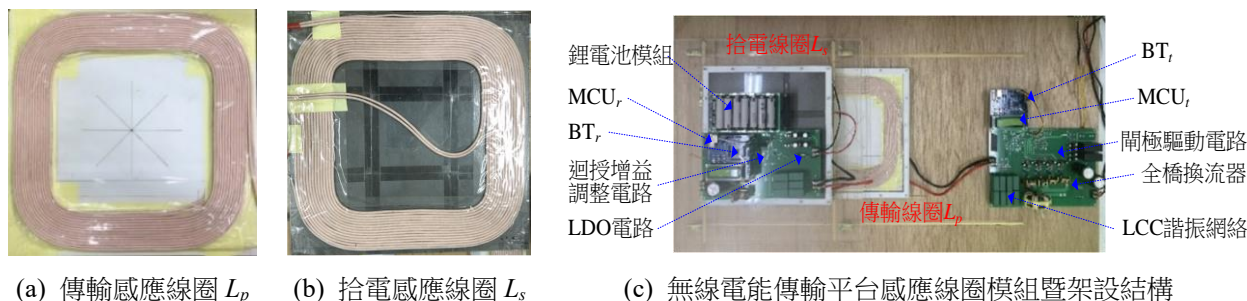 鋰電池模組
MCUr
BTr
迴授增益
調整電路
LDO電路
拾電線圈Ls
傳輸線圈Lp
BTt
MCUt
閘極驅動電路
全橋換流器
LCC諧振網絡
(a) 傳輸感應線圈 Lp
(b) 拾電感應線圈 Ls
(c) 無線電能傳輸平台感應線圈模組暨架設結構